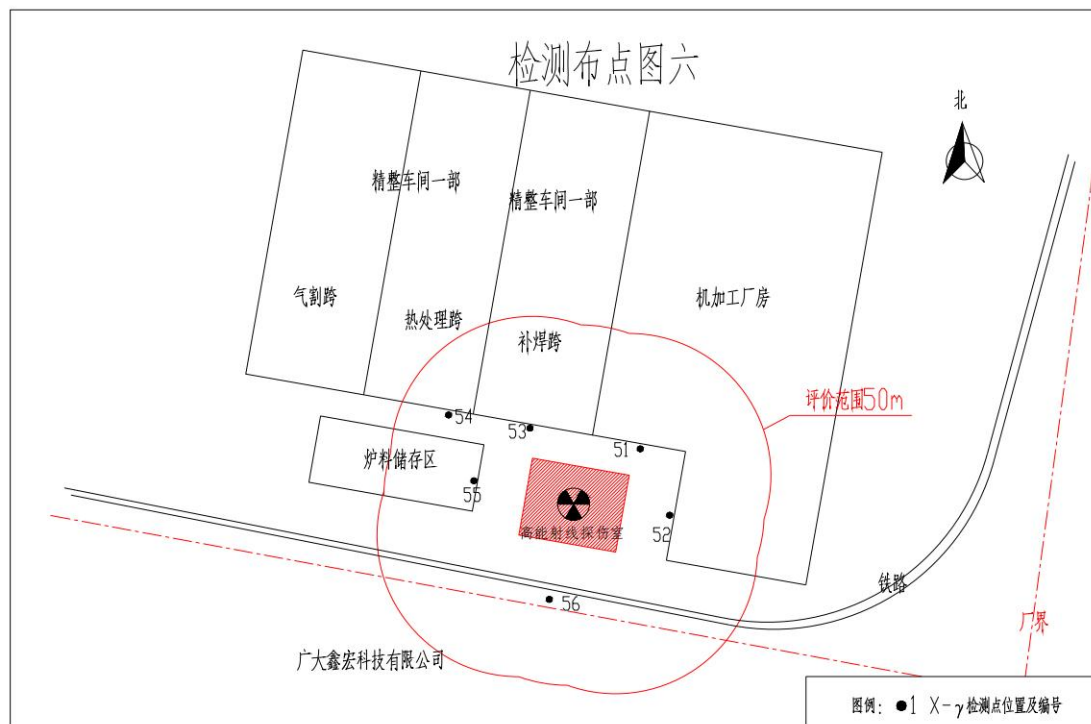 检测布点图六
北
精整车间一部
精整车间一部
气割跨
热处理跨
补焊跨
机加工厂房
评价范围50m
54
53
51
炉料储存区
55
52
高能射线探伤室
铁路
56
厂界
广大鑫宏科技有限公司
图例: ●1 X-γ检测点位置及编号